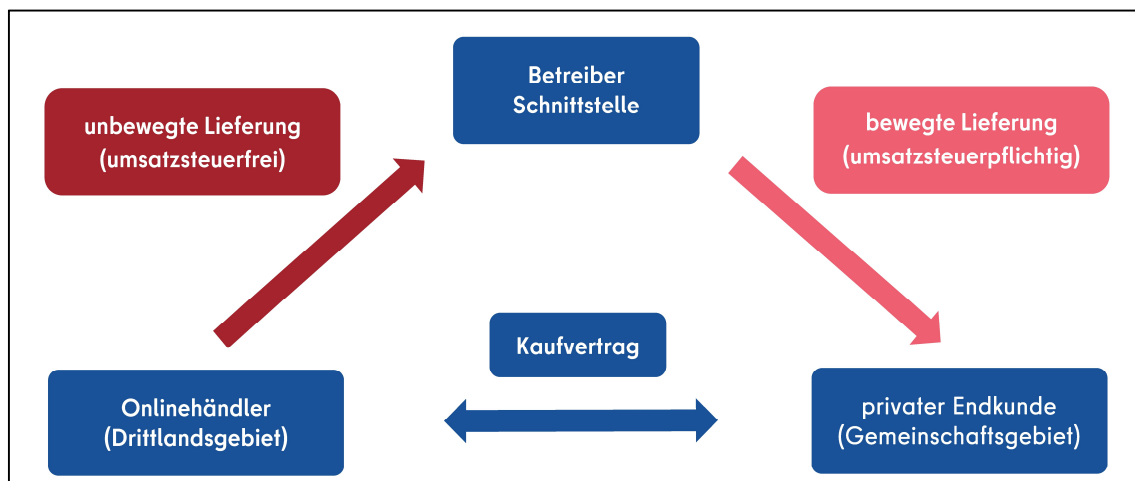 Betreiber
Schnittstelle
unbewegte Lieferung
(umsatzsteuerfrei)
bewegte Lieferung
(umsatzsteuerpflichtig)
Kaufvertrag
Onlinehändler
(Drittlandsgebiet)
privater Endkunde
(Gemeinschaftsgebiet)